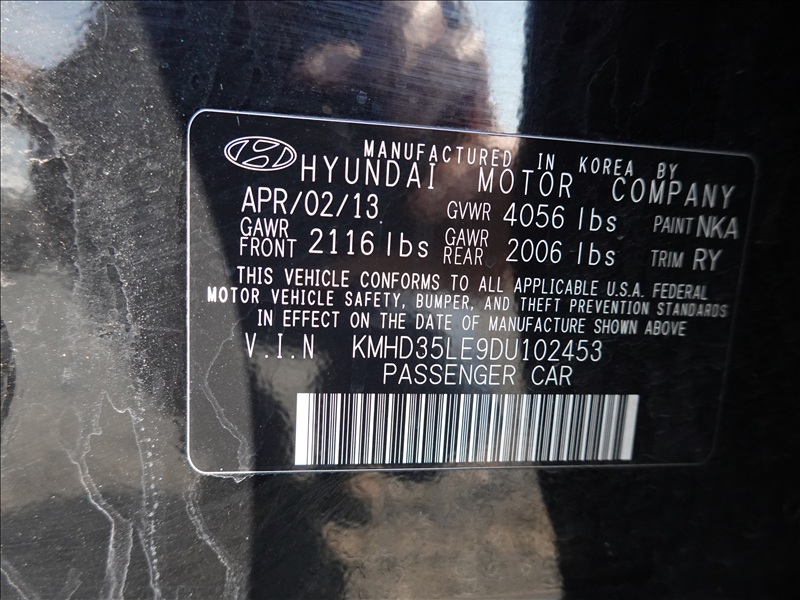 MANUFACTURED IN KOREA BY
HYUNDAI MOTOR COMPANY
APR/02/13 GVWR 4056 lbs PAINT NKA
GAWR FRONT 2116 lbs GAWR REAR 2006 lbs TRIM RY
THIS VEHICLE CONFORMS TO ALL APPLICABLE U.S.A. FEDERAL
MOTOR VEHICLE SAFETY, BUMPER, AND THEFT PREVENTION STANDARDS
IN EFFECT ON THE DATE OF MANUFACTURE SHOWN ABOVE
V.I.N KMHD35LE9DU102453
PASSENGER CAR